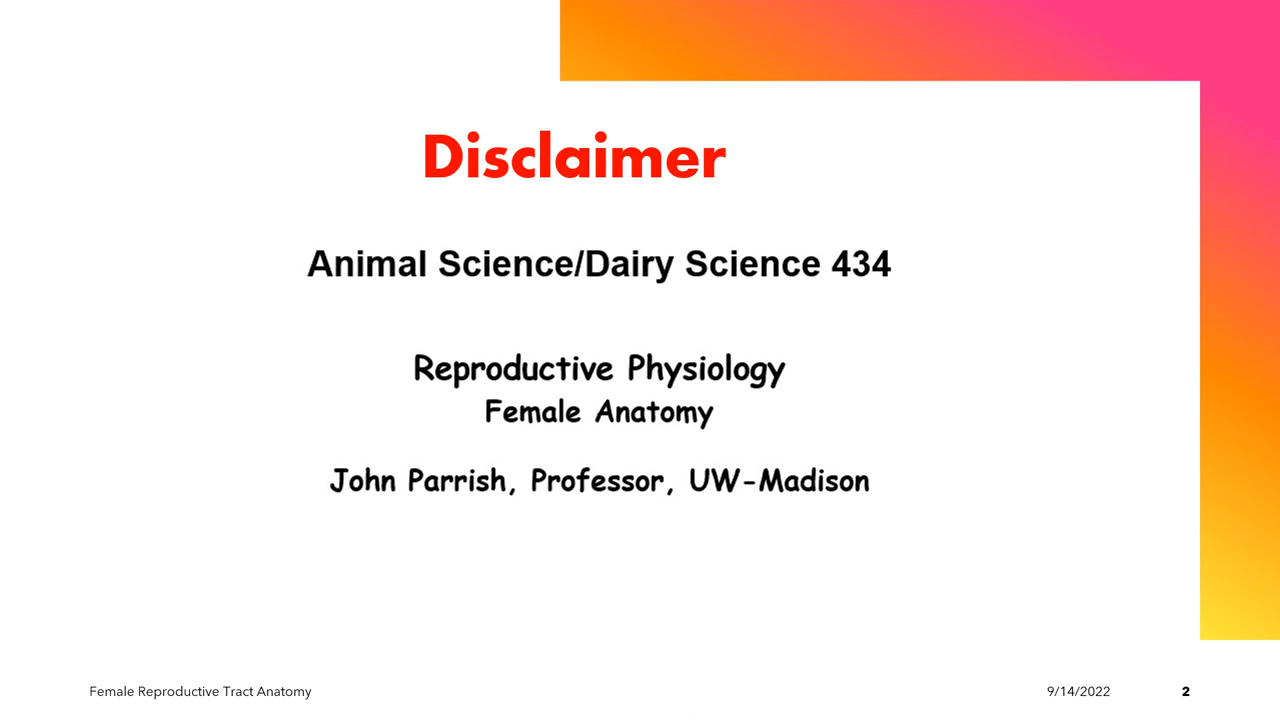 Disclaimer
Animal Science/Dairy Science 434
Reproductive Physiology
Female Anatomy
John Parrish, Professor, UW-Madison
Female Reproductive Tract Anatomy
9/14/2022
2